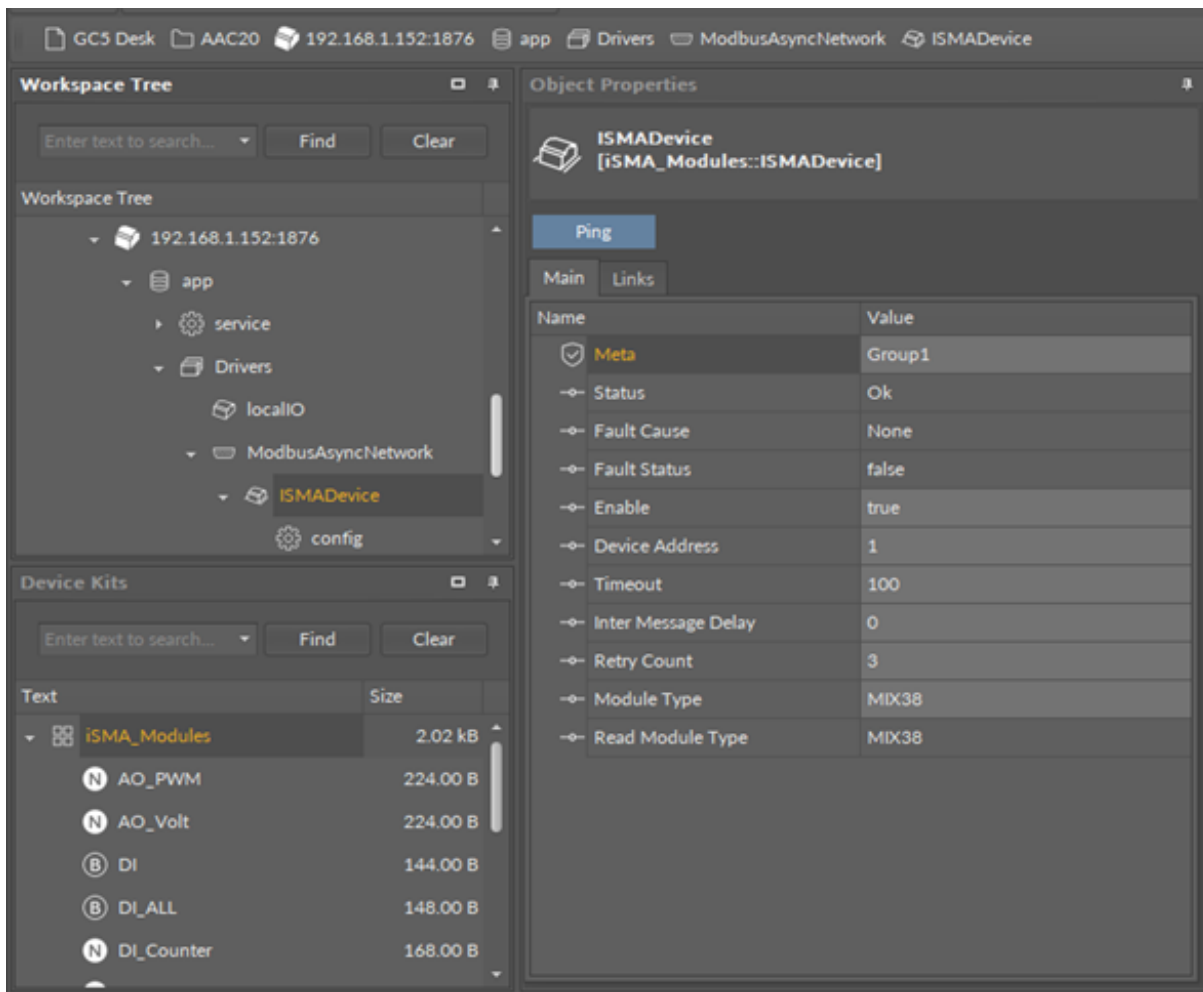 GC5 Desk AAC20 192.168.1.152:1876 app Drivers ModbusAsyncNetwork ISMADevice
Workspace Tree
Enter text to search... Find Clear
Workspace Tree
192.168.1.152:1876
app
service
Drivers
localIO
ModbusAsyncNetwork
ISMADevice
config
Device Kits
Enter text to search... Find Clear
Text Size
iSMA_Modules 2.02 kB
N AO_PWM 224.00 B
N AO_Volt 224.00 B
B DI 144.00 B
B DI_ALL 148.00 B
N DI_Counter 168.00 B
Object Properties
ISMADevice
[iSMA_Modules::ISMADevice]
Ping
Main Links
Name Value
Meta Group1
Status Ok
Fault Cause None
Fault Status false
Enable true
Device Address 1
Timeout 100
Inter Message Delay 0
Retry Count 3
Module Type MIX38
Read Module Type MIX38